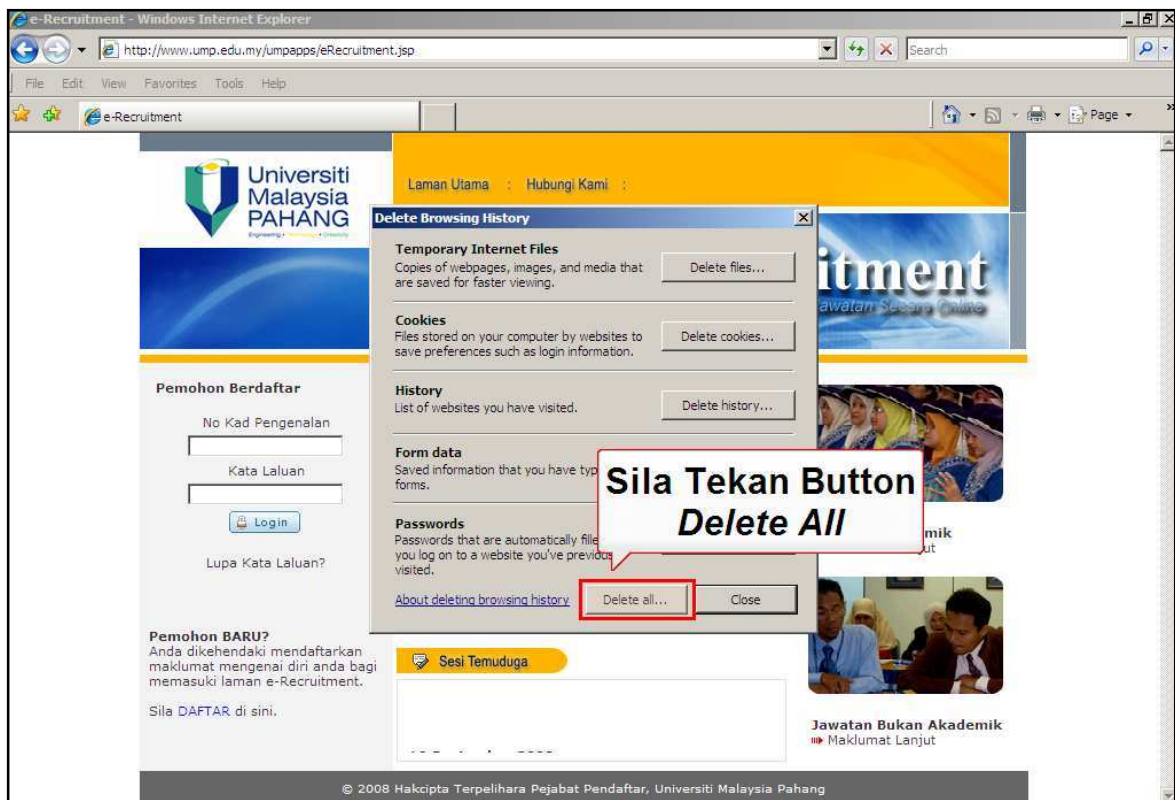 e-Recruitment - Windows Internet Explorer
http://www.ump.edu.my/umpapps/eRecruitment.jsp
Search
File Edit View Favorites Tools Help
e-Recruitment
Page
Universiti
Malaysia
PAHANG
Engineering • Technology • Creativity
Laman Utama : Hubungi Kami :
itment
awatan Secara Online
Delete Browsing History
Temporary Internet Files
Copies of webpages, images, and media that
are saved for faster viewing.
Delete files...
Cookies
Files stored on your computer by websites to
save preferences such as login information.
Delete cookies...
History
List of websites you have visited.
Delete history...
Form data
Saved information that you have typ
forms.
Passwords
Passwords that are automatically fille
you log on to a website you've previous
visited.
About deleting browsing history
Delete all...
Close
Sila Tekan Button
Delete All
Pemohon Berdaftar
No Kad Pengenalan
Kata Laluan
Login
Lupa Kata Laluan?
Pemohon BARU?
Anda dikehendaki mendaftarkan
maklumat mengenai diri anda bagi
memasuki laman e-Recruitment.
Sila DAFTAR di sini.
Sesi Temuduga
mik
jut
Jawatan Bukan Akademik
Maklumat Lanjut
© 2008 Hakcipta Terpelihara Pejabat Pendaftar, Universiti Malaysia Pahang